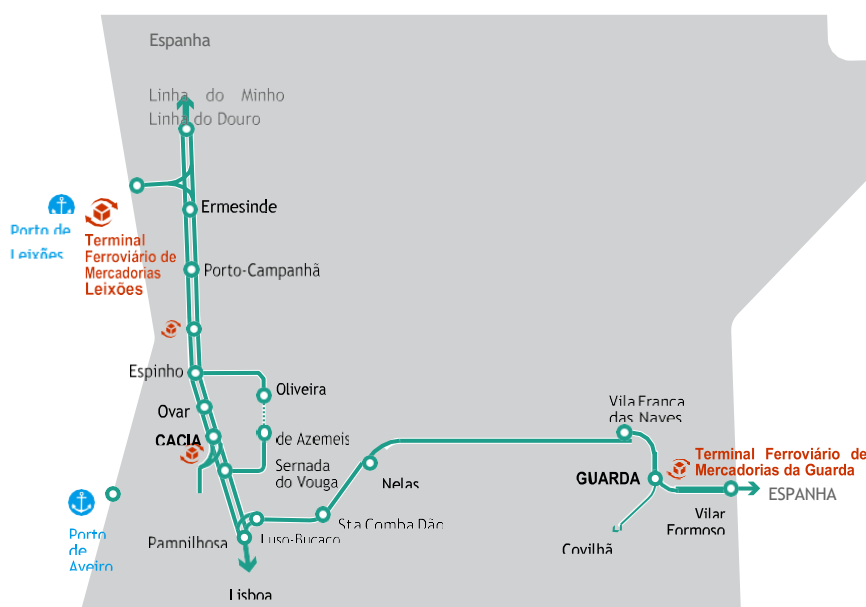 Espanha
Linha do Minho
Linha do Douro
Ermesinde
Porto de
Leixões
Terminal
Ferroviário de
Mercadorias
Leixões
Porto-Campanhã
Espinho
Oliveira
Ovar
CACIA
de Azemeis
Sernada
do Vouga
Vila Franca
das Naves
Nelas
GUARDA
Terminal Ferroviário de
Mercadorias da Guarda
ESPANHA
Vilar
Formoso
Sta Comba Dão
Luso-Buçaco
Pampilhosa
Covilhã
Porto
de
Aveiro
Lisboa